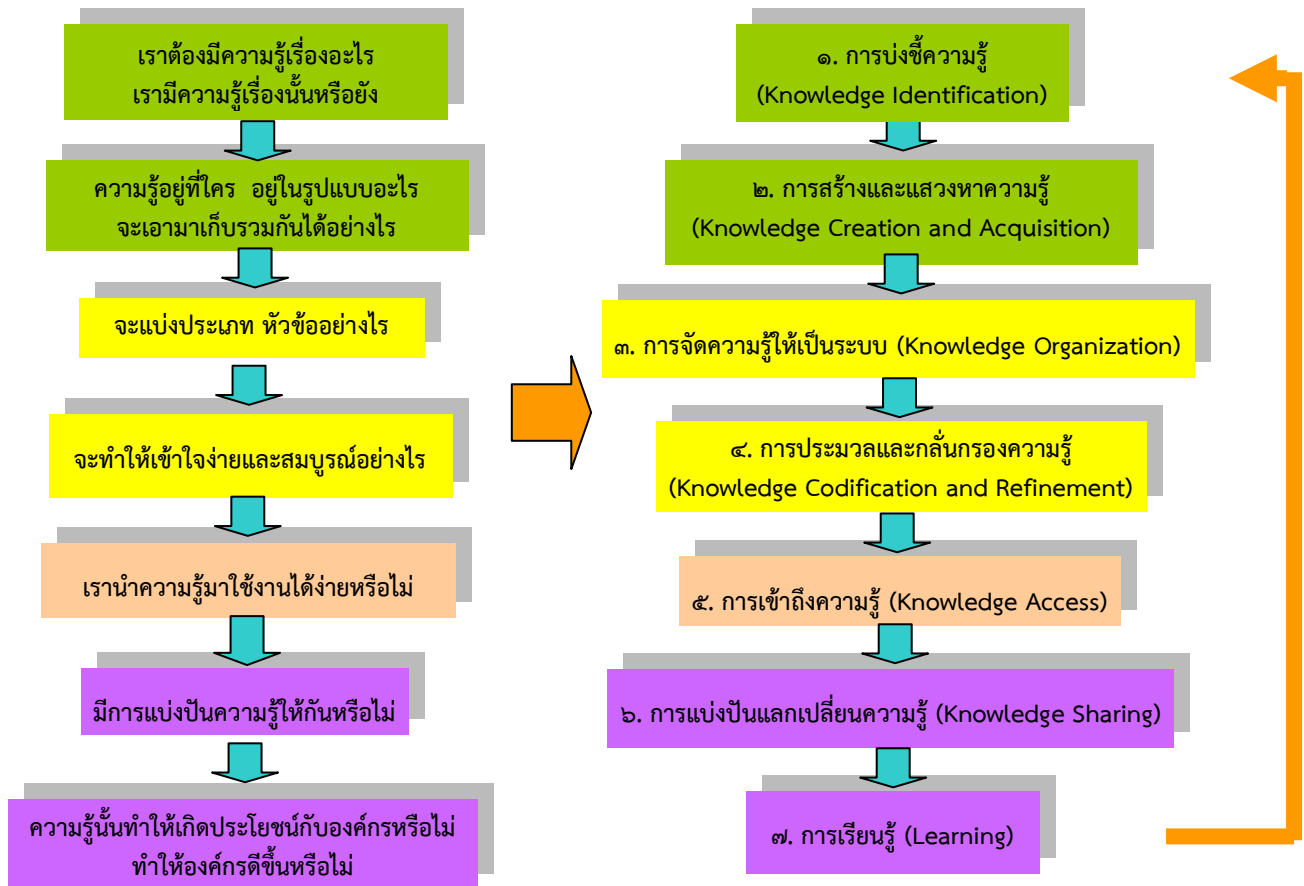 เราต้องมีความรู้เรื่องอะไร
เรามีความรู้เรื่องนั้นหรือยัง
ความรู้อยู่ที่ใคร อยู่ในรูปแบบอะไร
จะเอามาเก็บรวมกันได้อย่างไร
จะแบ่งประเภท หัวข้ออย่างไร
จะทำให้เข้าใจง่ายและสมบูรณ์อย่างไร
เรานำความรู้มาใช้งานได้ง่ายหรือไม่
มีการแบ่งปันความรู้ให้กันหรือไม่
ความรู้นั้นทำให้เกิดประโยชน์กับองค์กรหรือไม่
ทำให้องค์กรดีขึ้นหรือไม่
๑. การบ่งชี้ความรู้
(Knowledge Identification)
๒. การสร้างและแสวงหาความรู้
(Knowledge Creation and Acquisition)
๓. การจัดความรู้ให้เป็นระบบ (Knowledge Organization)
๔. การประมวลและกลั่นกรองความรู้
(Knowledge Codification and Refinement)
๕. การเข้าถึงความรู้ (Knowledge Access)
๖. การแบ่งปันแลกเปลี่ยนความรู้ (Knowledge Sharing)
๗. การเรียนรู้ (Learning)